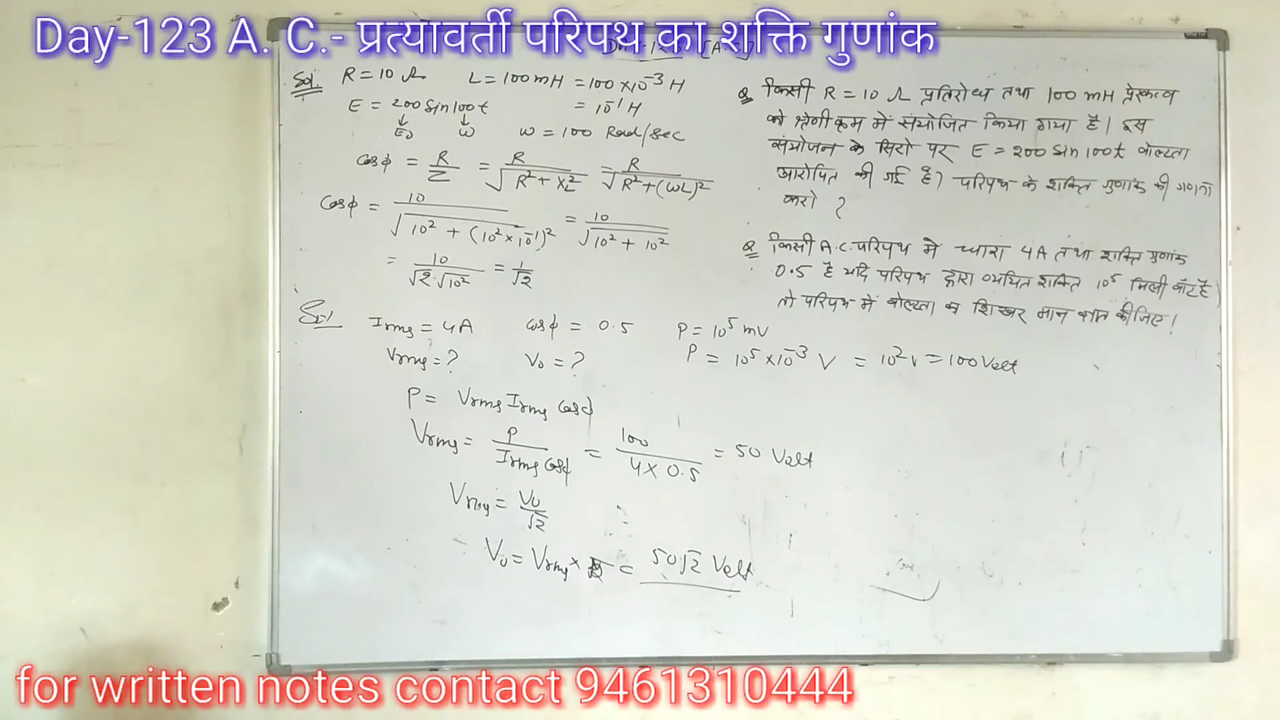 Day-123 A. C.- प्रत्यावर्ती परिपथ का शक्ति गुणांक
Sol. R = 10 Ω L = 100 mH = 100 × 10⁻³ H
E = 200 Sin 100t = 10⁻¹ H
↓ ↓
E₀ ω ω = 100 Rad/sec
Cosϕ = R/Z = R/√(R² + X_L²) = R/√(R² + (ωL)²)
Cosϕ = 10/√(10² + (10² × 10⁻¹)²) = 10/√(10² + 10²)
= 10/(√2 · √10²) = 1/√2
Q किसी R = 10 Ω प्रतिरोध तथा 100 mH प्रेरकत्व
को श्रेणीक्रम में संयोजित किया गया है। इस
संयोजन के सिरो पर E = 200 Sin 100t वोल्टता
आरोपित की गई है) परिपथ के शक्ति गुणांक की गणना
करो ?
Q किसी A.C. परिपथ मे धारा 4A तथा शक्ति गुणांक
0.5 है यदि परिपथ द्वारा व्ययित शक्ति 10⁵ मिली वॉट है)
तो परिपथ में वोल्टता का शिखर मान ज्ञात कीजिए !
Sol Irms = 4A cosϕ = 0.5 P = 10⁵ mV
Vrms = ? V₀ = ? P = 10⁵ × 10⁻³ V = 10² V = 100 Volt
P = Vrms Irms Cosϕ
Vrms = P/(Irms Cosϕ) = 100/(4 × 0.5) = 50 Volt
Vrms = V₀/√2
V₀ = Vrms × √2 = 50√2 Volt
for written notes contact 9461310444